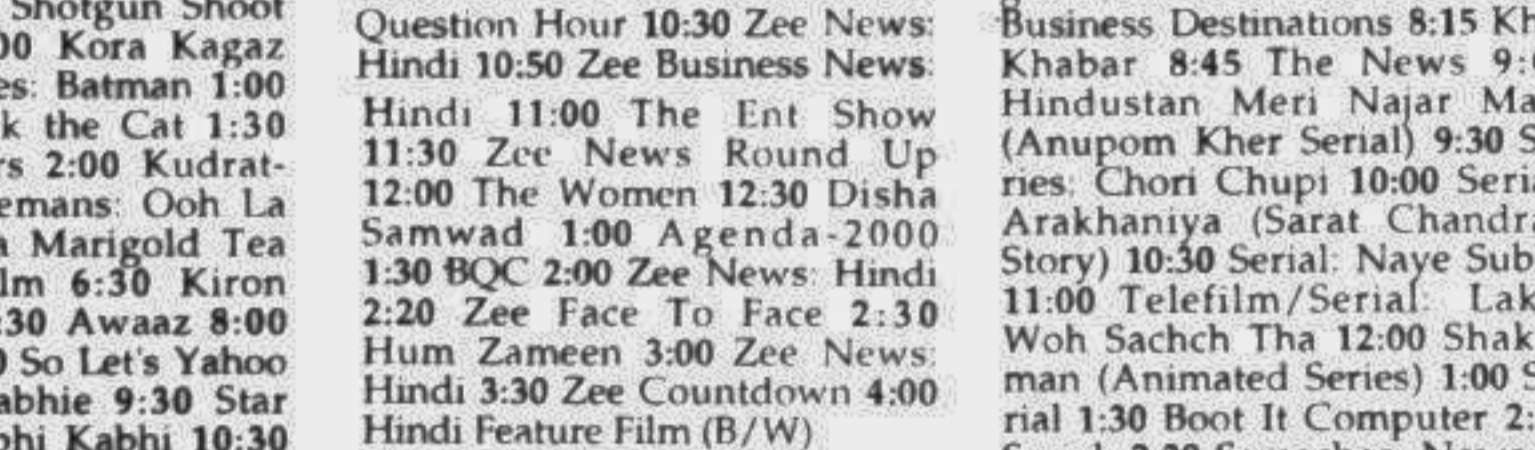 Shotgun Shoot
00 Kora Kagaz
es: Batman 1:00
k the Cat 1:30
rs 2:00 Kudrat-
emans: Ooh La
a Marigold Tea
lm 6:30 Kiron
:30 Awaaz 8:00
0 So Let's Yahoo
abhie 9:30 Star
bhi Kabhi 10:30
Question Hour 10:30 Zee News:
Hindi 10:50 Zee Business News:
Hindi 11:00 The Ent Show
11:30 Zee News Round Up
12:00 The Women 12:30 Disha
Samwad 1:00 Agenda-2000
1:30 BQC 2:00 Zee News: Hindi
2:20 Zee Face To Face 2:30
Hum Zameen 3:00 Zee News:
Hindi 3:30 Zee Countdown 4:00
Hindi Feature Film (B/W)
Business Destinations 8:15 Kh
Khabar 8:45 The News 9:0
Hindustan Meri Najar Ma
(Anupom Kher Serial) 9:30 S
ries: Chori Chupi 10:00 Seri
Arakhaniya (Sarat Chandra
Story) 10:30 Serial: Naye Sub
11:00 Telefilm/Serial: Lak
Woh Sachch Tha 12:00 Shak
man (Animated Series) 1:00 S
rial 1:30 Boot It Computer 2: